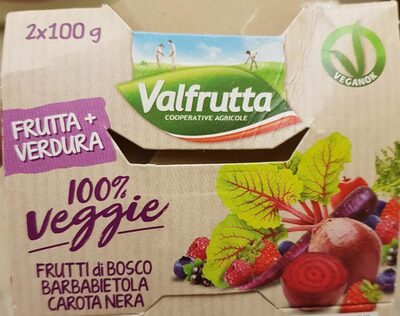 2x100 g
Valfrutta
COOPERATIVE AGRICOLE
VEGANOK
FRUTTA +
VERDURA
100%
Veggie
FRUTTI di BOSCO
BARBABIETOLA
CAROTA NERA